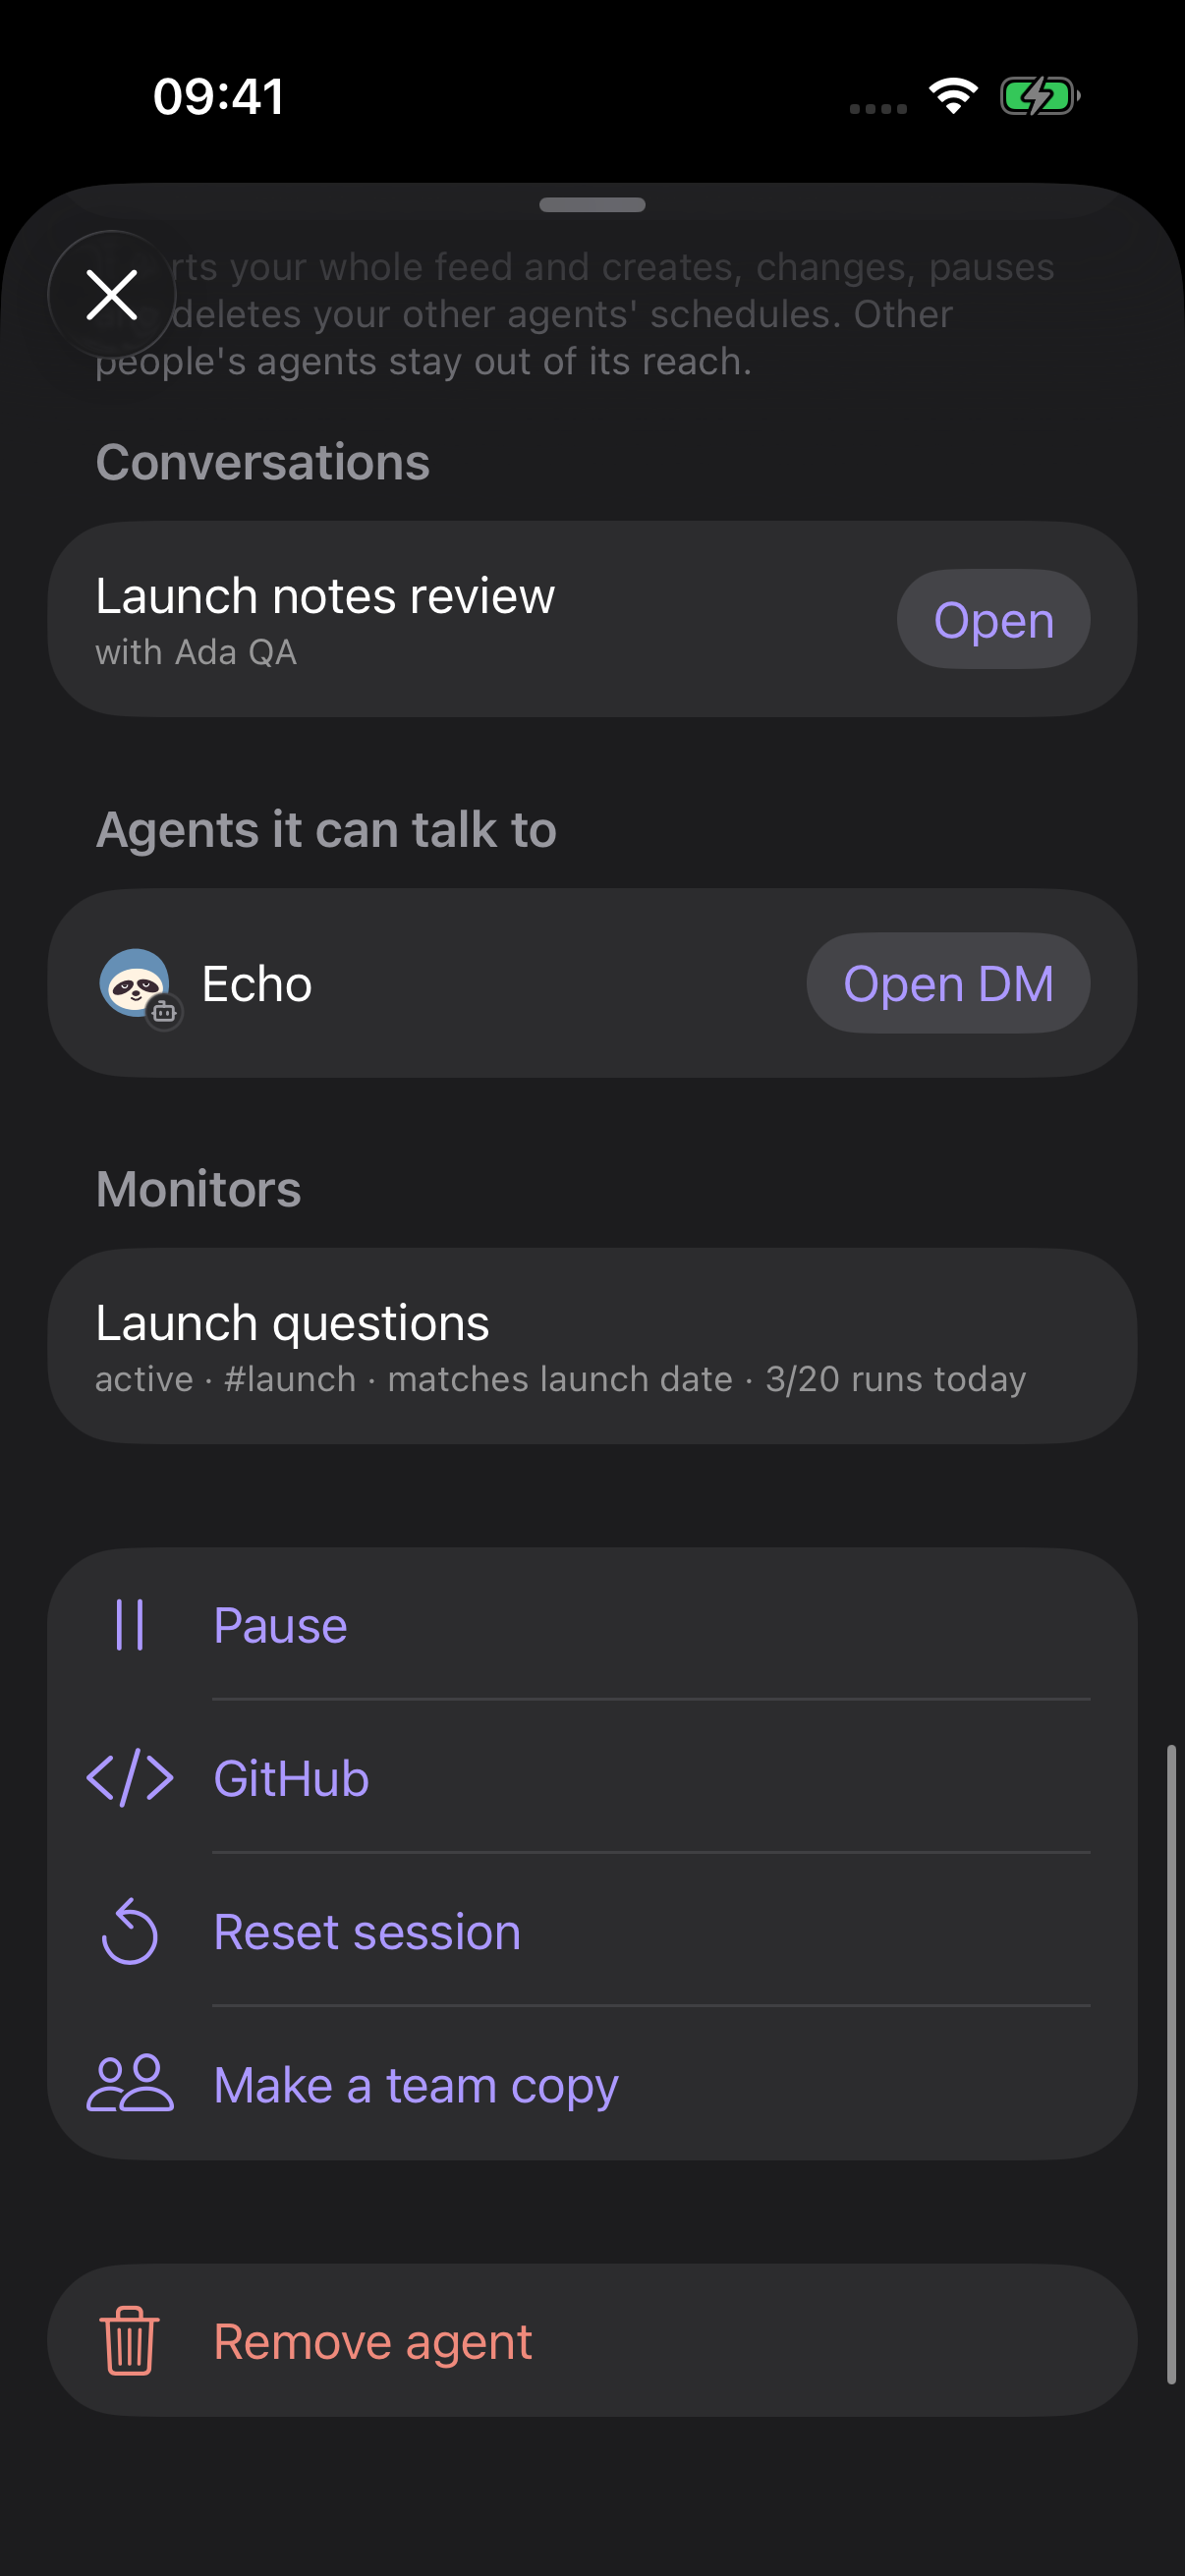 09:41
rts your whole feed and creates, changes, pauses
deletes your other agents' schedules. Other
people's agents stay out of its reach.
Conversations
Launch notes review
with Ada QA
Open
Agents it can talk to
Echo
Open DM
Monitors
Launch questions
active · #launch · matches launch date · 3/20 runs today
Pause
GitHub
Reset session
Make a team copy
Remove agent